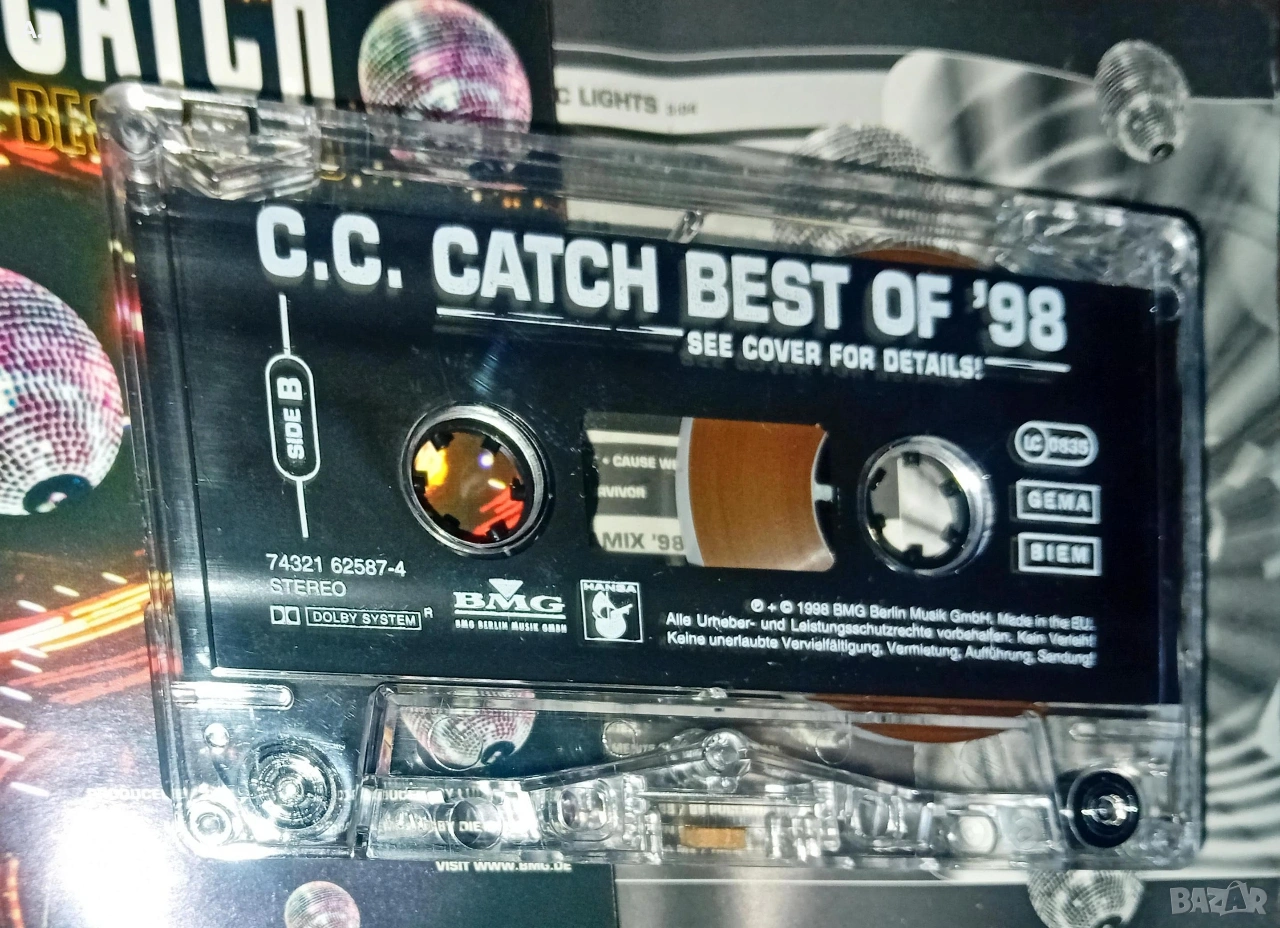 CATCH
C LIGHTS
C.C. CATCH BEST OF '98
SEE COVER FOR DETAILS!
SIDE B
• CAUSE
RVIVOR
MIX '98
LC 0835
GEMA
BIEM
74321 62587-4
STEREO
DOLBY SYSTEM R
BMG
BMG BERLIN MUSIK GMBH
HANSA
℗ + © 1998 BMG Berlin Musik GmbH. Made in the EU.
Alle Urheber- und Leistungsschutzrechte vorbehalten. Kein Verleih!
Keine unerlaubte Vervielfältigung, Vermietung, Aufführung, Sendung!
VISIT WWW.BMG.DE
BAZAR